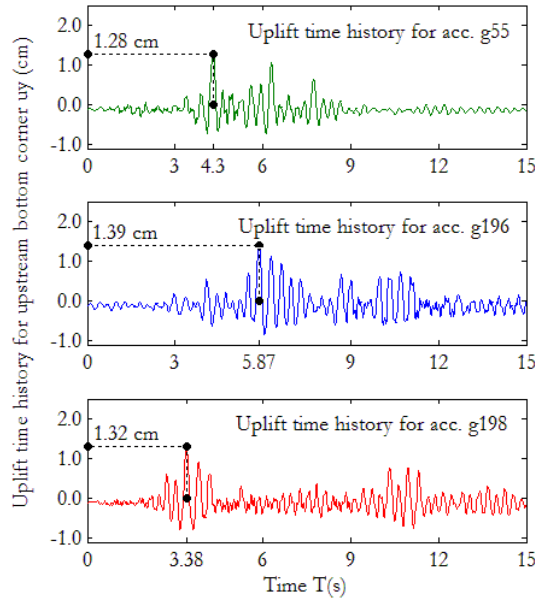 Uplift time history for upstream bottom corner uy (cm)
2.0
1.0
0.0
-1.0
1.28 cm
Uplift time history for acc. g55
0 3 4.3 6 9 12 15
2.0
1.0
0.0
-1.0
1.39 cm
Uplift time history for acc. g196
0 3 5.87 9 12 15
2.0
1.0
0.0
-1.0
1.32 cm
Uplift time history for acc. g198
0 3.38 6 9 12 15
Time T(s)